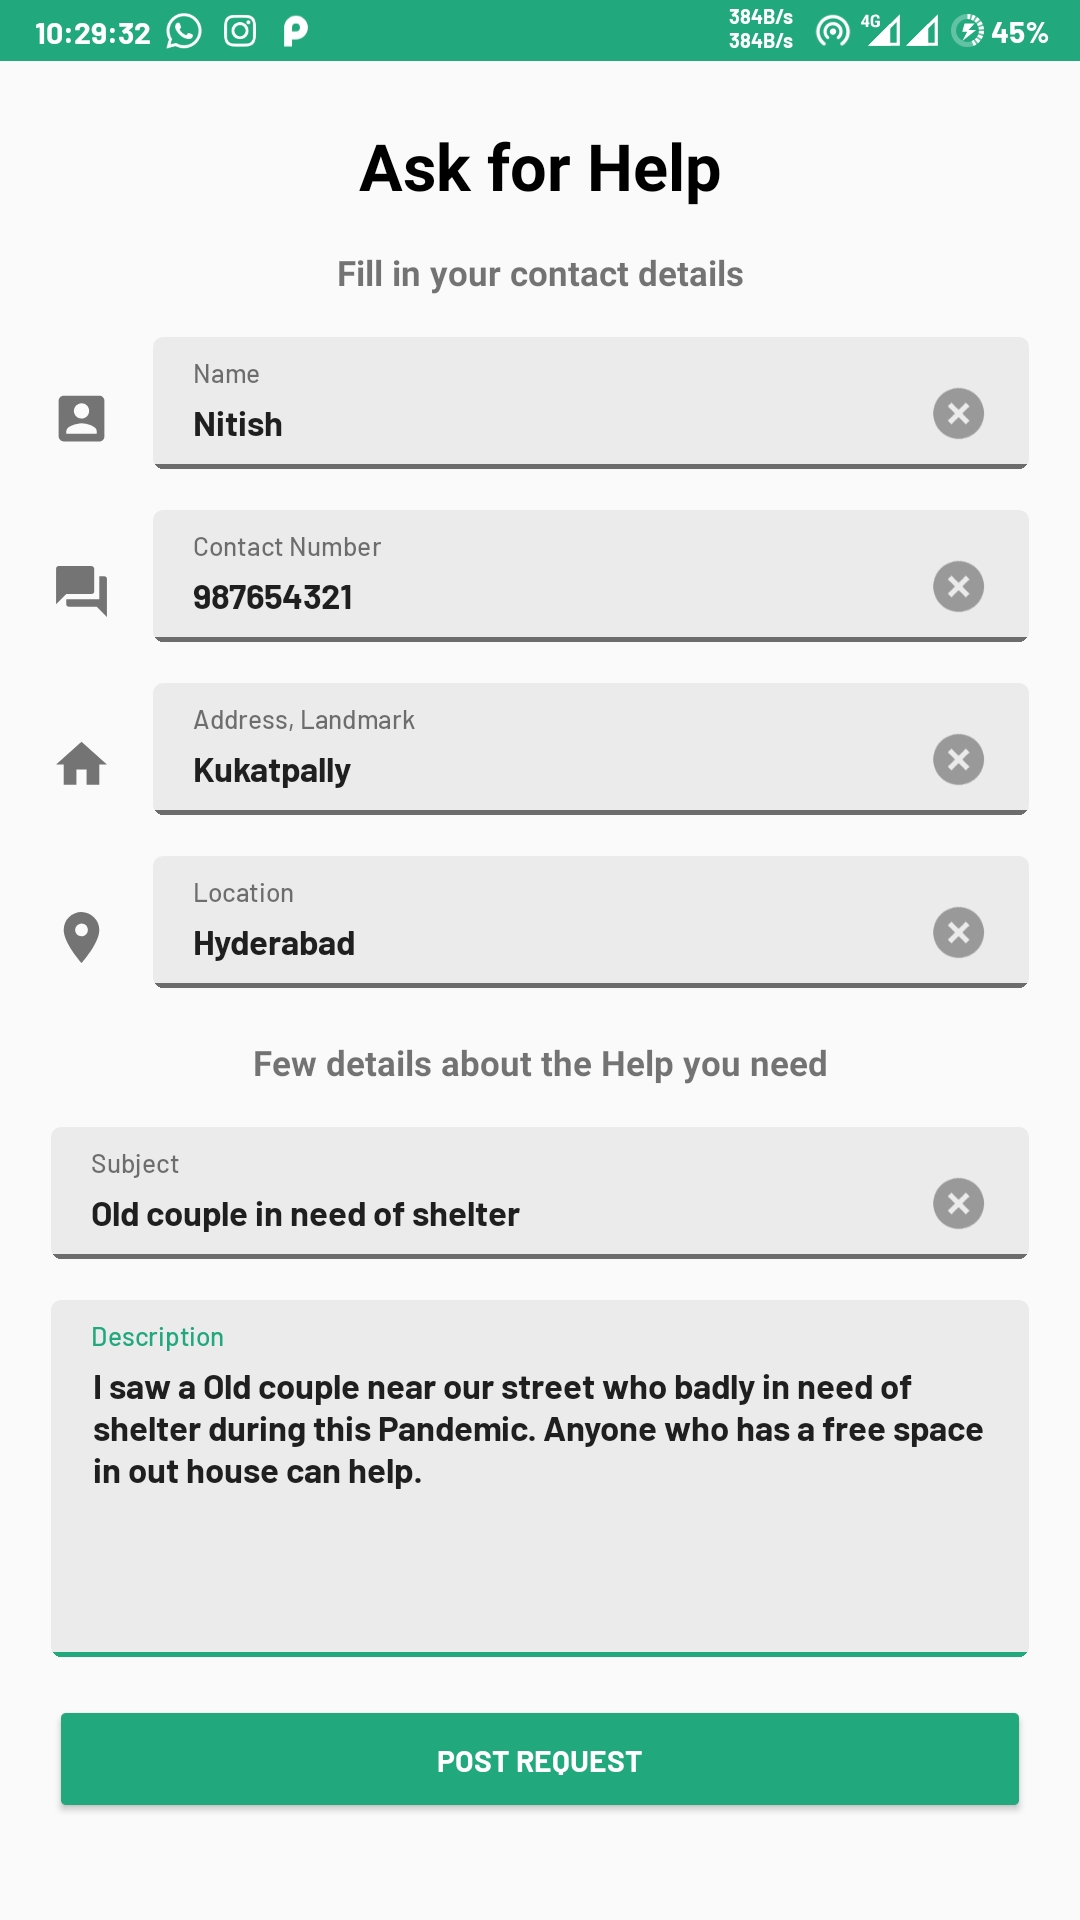 10:29:32 384B/s 4G 45%
384B/s
Ask for Help
Fill in your contact details
Name
Nitish
Contact Number
987654321
Address, Landmark
Kukatpally
Location
Hyderabad
Few details about the Help you need
Subject
Old couple in need of shelter
Description
I saw a Old couple near our street who badly in need of
shelter during this Pandemic. Anyone who has a free space
in out house can help.
POST REQUEST